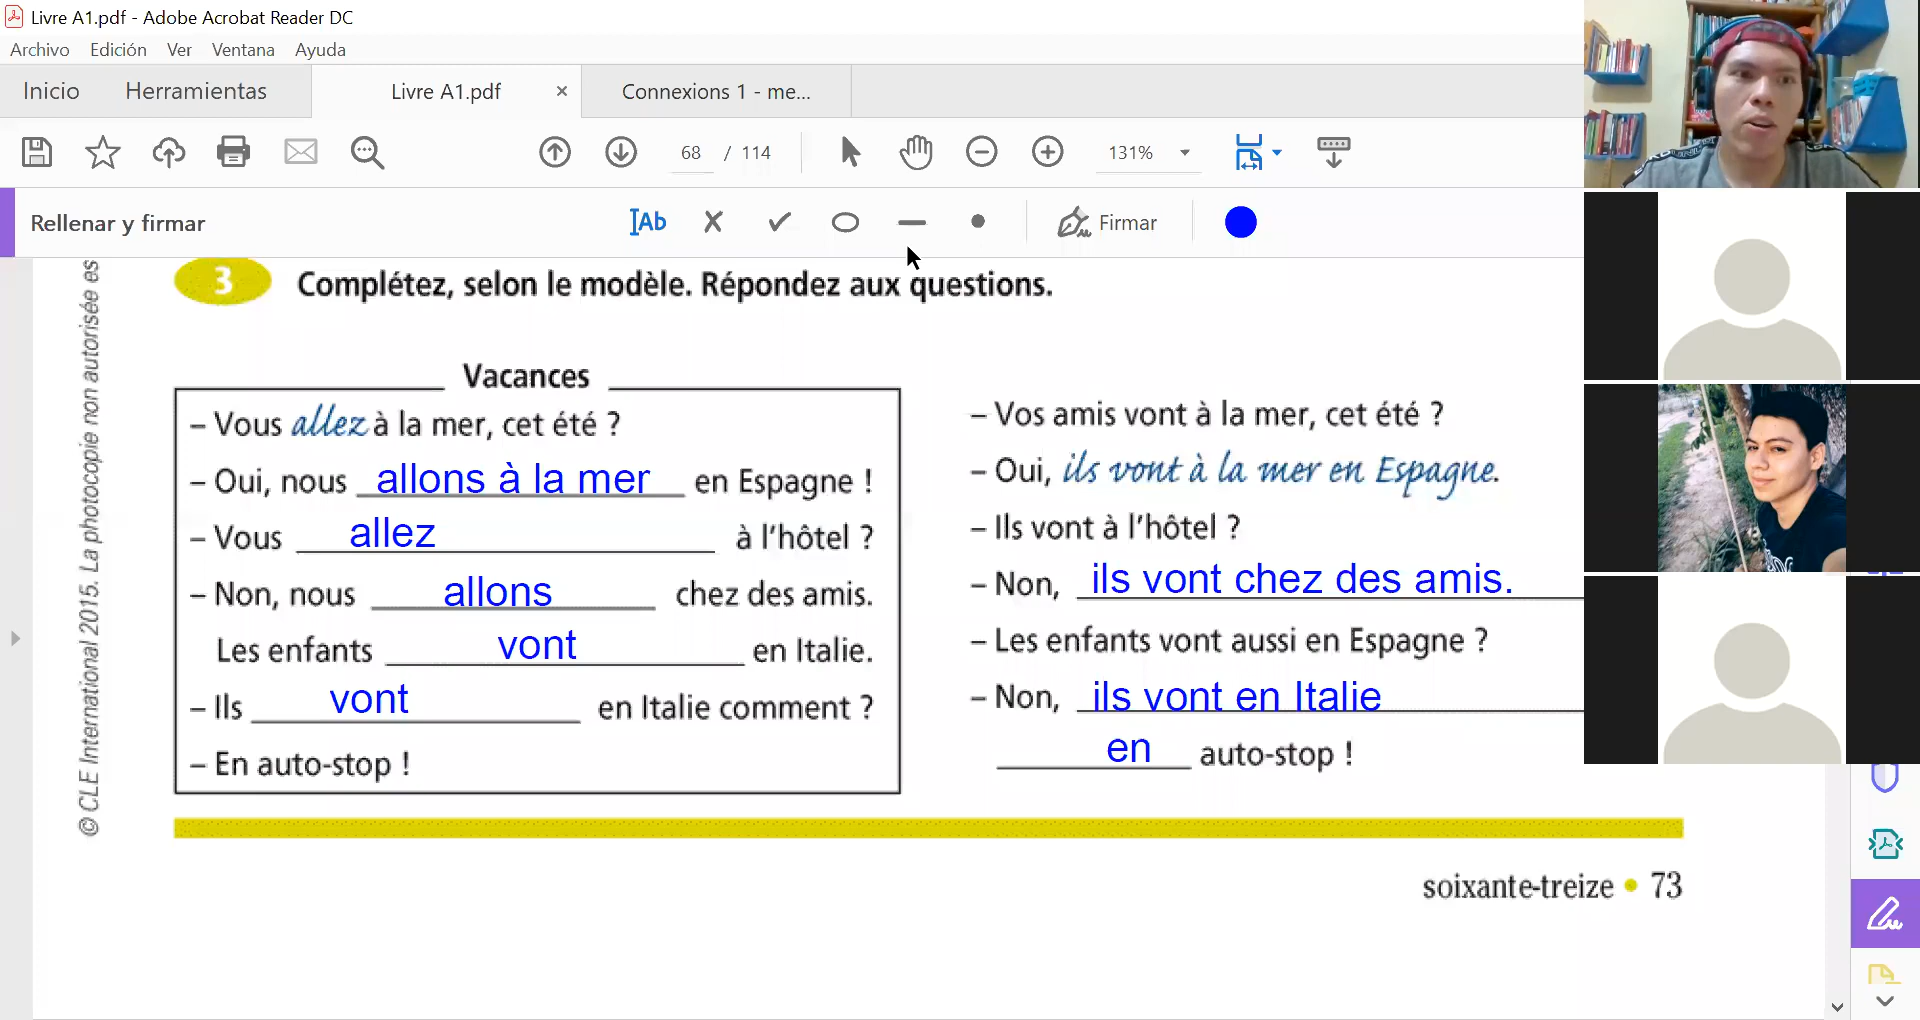 Livre A1.pdf - Adobe Acrobat Reader DC
Archivo Edición Ver Ventana Ayuda
Inicio Herramientas Livre A1.pdf × Connexions 1 - me...
68 / 114 131%
Rellenar y firmar Ab Firmar
© CLE International 2015. La photocopie non autorisée es
3 Complétez, selon le modèle. Répondez aux questions.
Vacances
– Vous allez à la mer, cet été ?
– Oui, nous allons à la mer en Espagne !
– Vous allez à l'hôtel ?
– Non, nous allons chez des amis.
Les enfants vont en Italie.
– Ils vont en Italie comment ?
– En auto-stop !
– Vos amis vont à la mer, cet été ?
– Oui, ils vont à la mer en Espagne.
– Ils vont à l'hôtel ?
– Non, ils vont chez des amis.
– Les enfants vont aussi en Espagne ?
– Non, ils vont en Italie
en auto-stop !
soixante-treize • 73